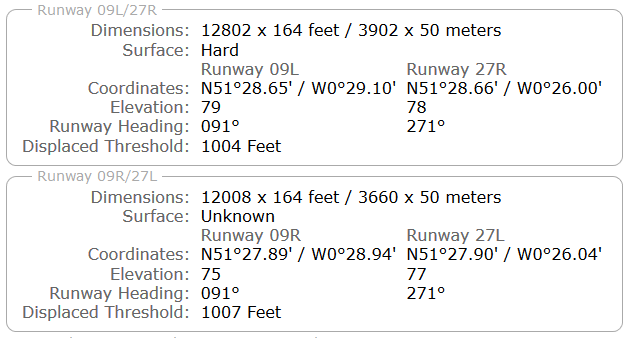 Runway 09L/27R
Dimensions: 12802 x 164 feet / 3902 x 50 meters
Surface: Hard
Runway 09L Runway 27R
Coordinates: N51°28.65' / W0°29.10' N51°28.66' / W0°26.00'
Elevation: 79 78
Runway Heading: 091° 271°
Displaced Threshold: 1004 Feet
Runway 09R/27L
Dimensions: 12008 x 164 feet / 3660 x 50 meters
Surface: Unknown
Runway 09R Runway 27L
Coordinates: N51°27.89' / W0°28.94' N51°27.90' / W0°26.04'
Elevation: 75 77
Runway Heading: 091° 271°
Displaced Threshold: 1007 Feet